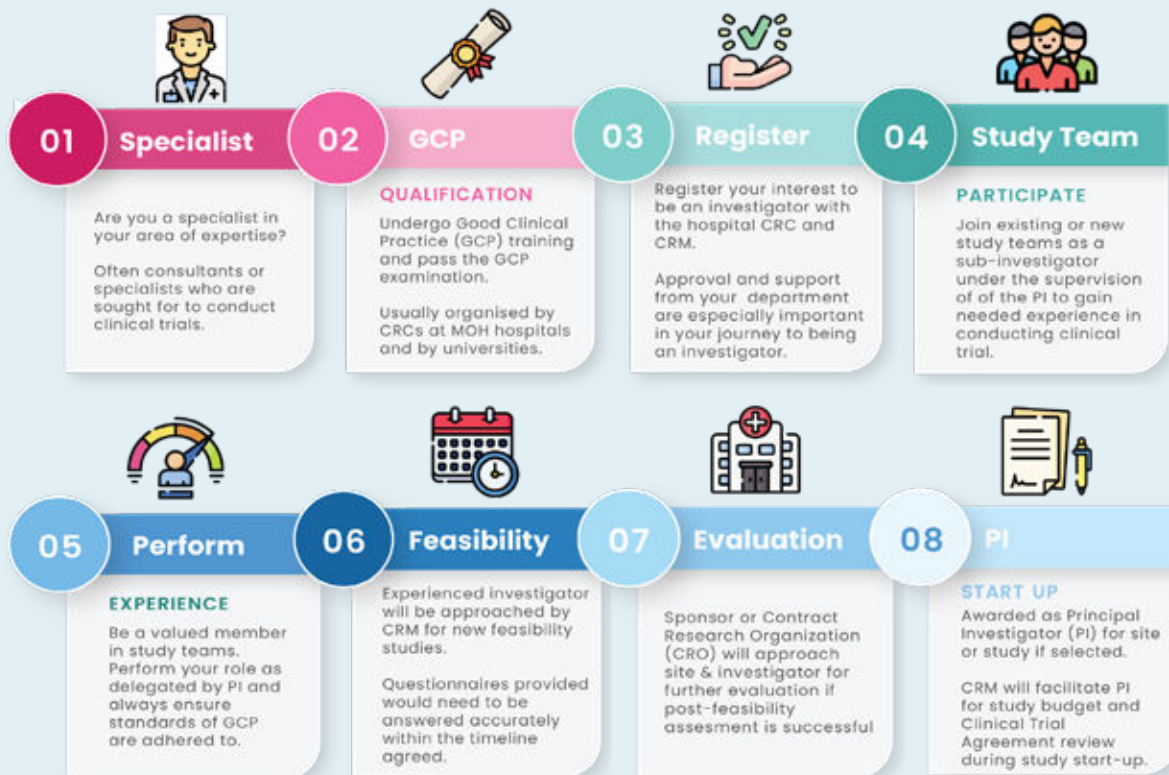 01
Specialist
Are you a specialist in
your area of expertise?
Often consultants or
specialists who are
sought for to conduct
clinical trials.
02
GCP
QUALIFICATION
Undergo Good Clinical
Practice (GCP) training
and pass the GCP
examination.
Usually organised by
CRCs at MOH hospitals
and by universities.
03
Register
Register your interest to
be an investigator with
the hospital CRC and
CRM.
Approval and support
from your department
are especially important
in your journey to being
an investigator.
04
Study Team
PARTICIPATE
Join existing or new
study teams as a
sub-investigator
under the supervision
of of the PI to gain
needed experience in
conducting clinical
trial.
05
Perform
EXPERIENCE
Be a valued member
in study teams.
Perform your role as
delegated by PI and
always ensure
standards of GCP
are adhered to.
06
Feasibility
Experienced investigator
will be approached by
CRM for new feasibility
studies.
Questionnaires provided
would need to be
answered accurately
within the timeline
agreed.
07
Evaluation
Sponsor or Contract
Research Organization
(CRO) will approach
site & investigator for
further evaluation if
post-feasibility
assesment is successful
08
PI
START UP
Awarded as Principal
Investigator (PI) for site
or study if selected.
CRM will facilitate PI
for study budget and
Clinical Trial
Agreement review
during study start-up.